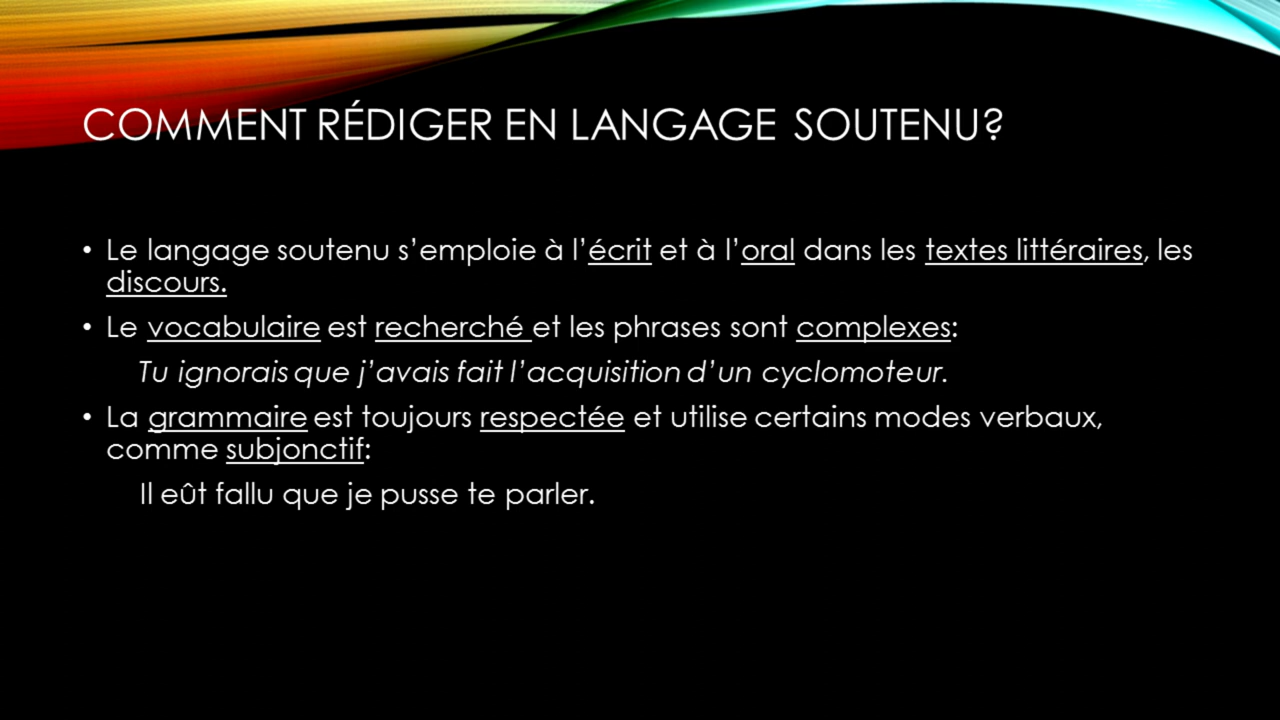 COMMENT RÉDIGER EN LANGAGE SOUTENU?
• Le langage soutenu s’emploie à l’écrit et à l’oral dans les textes littéraires, les
discours.
• Le vocabulaire est recherché et les phrases sont complexes:
Tu ignorais que j’avais fait l’acquisition d’un cyclomoteur.
• La grammaire est toujours respectée et utilise certains modes verbaux,
comme subjonctif:
Il eût fallu que je pusse te parler.